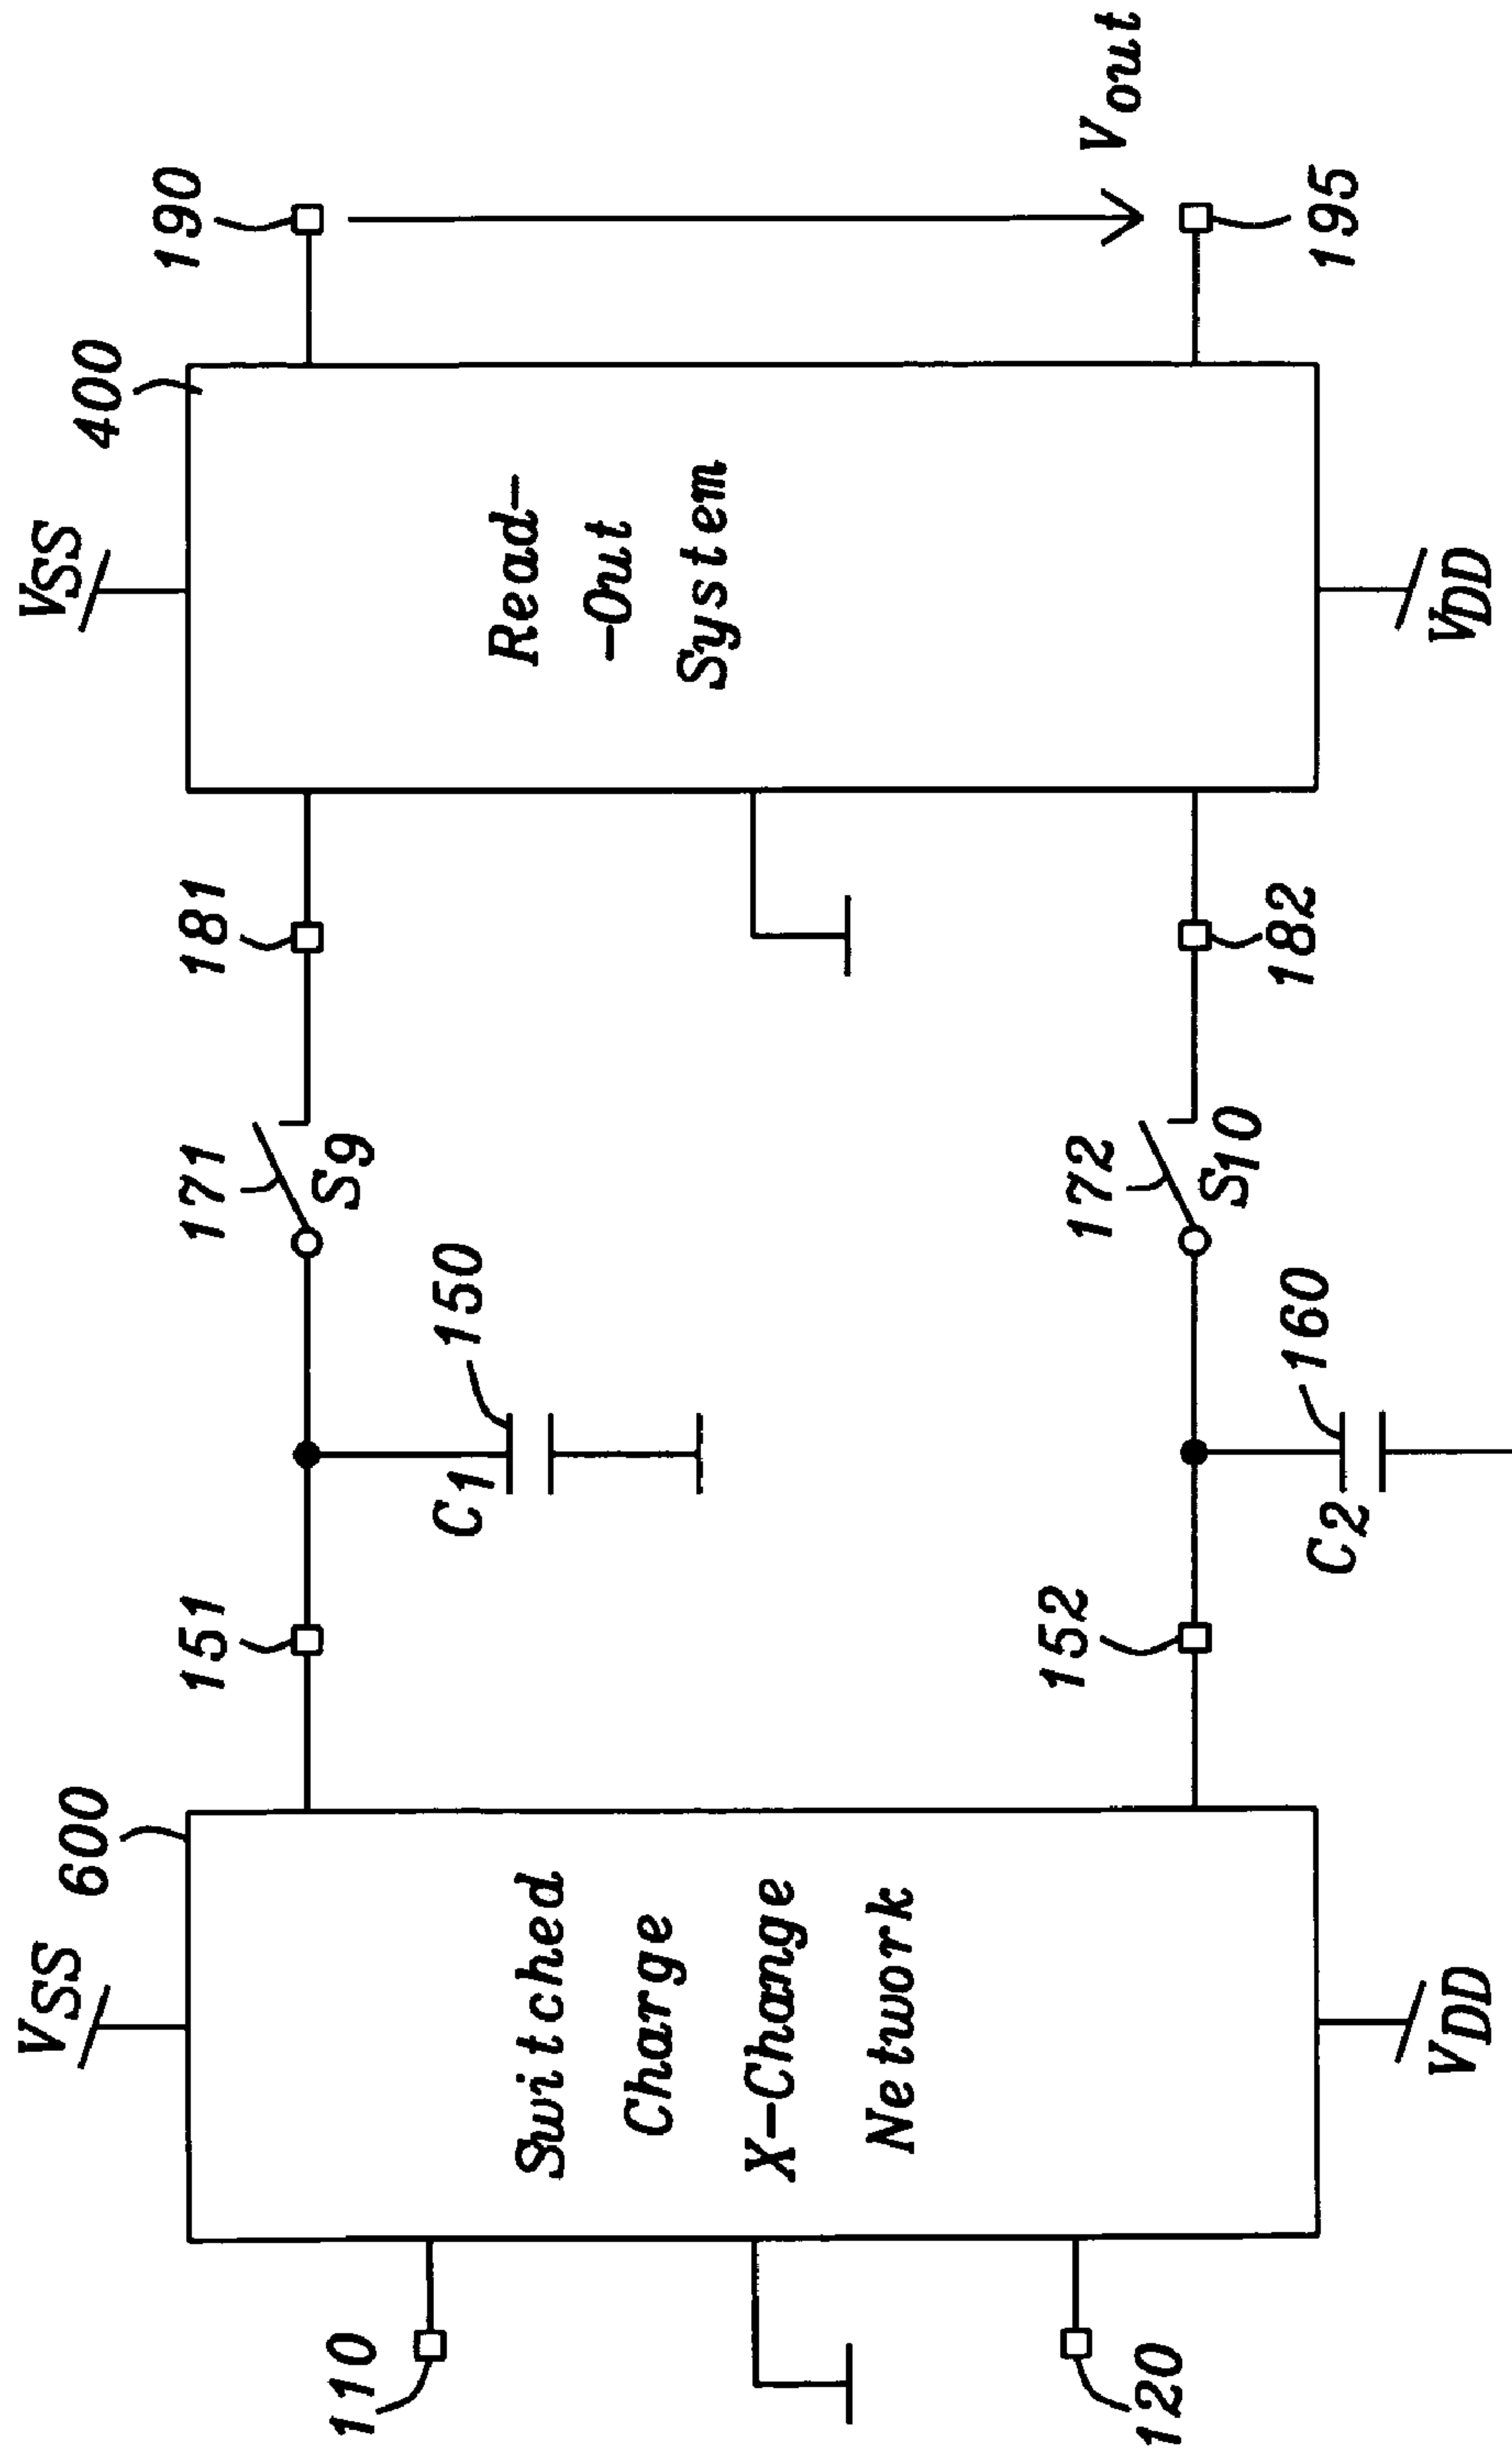 VSS
600
VSS
400
151
171
181
190
110
Switched
Charge
X-Change
Network
C1
150
S9
Read-
-Out
System
152
172
Vout
120
S10
182
195
C2
160
VDD
VDD